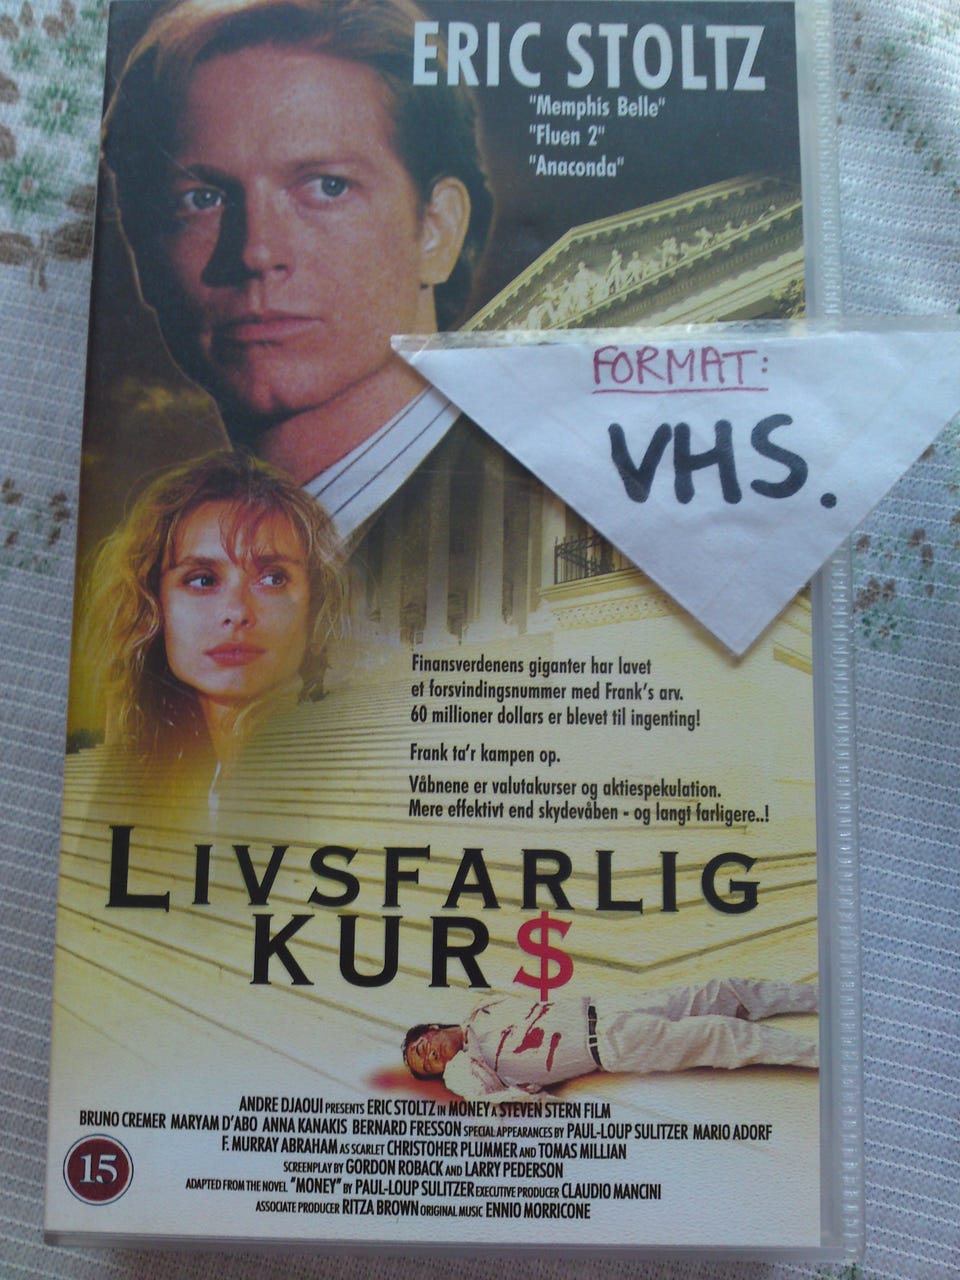 ERIC STOLTZ
"Memphis Belle"
"Fluen 2"
"Anaconda"
FORMAT:
VHS.
Finansverdenens giganter har lavet
et forsvindingsnummer med Frank's arv.
60 millioner dollars er blevet til ingenting!
Frank ta'r kampen op.
Våbnene er valutakurser og aktiespekulation.
Mere effektivt end skydevåben - og langt farligere..!
LIVSFARLIG
KUR$
ANDRE DJAOUI PRESENTS ERIC STOLTZ IN MONEY A STEVEN STERN FILM
BRUNO CREMER MARYAM D'ABO ANNA KANAKIS BERNARD FRESSON SPECIAL APPEARANCES BY PAUL-LOUP SULITZER MARIO ADORF
F. MURRAY ABRAHAM AS SCARLET CHRISTOHER PLUMMER AND TOMAS MILLIAN
SCREENPLAY BY GORDON ROBACK AND LARRY PEDERSON
ADAPTED FROM THE NOVEL "MONEY" BY PAUL-LOUP SULITZER EXECUTIVE PRODUCER CLAUDIO MANCINI
ASSOCIATE PRODUCER RITZA BROWN ORIGINAL MUSIC ENNIO MORRICONE
15